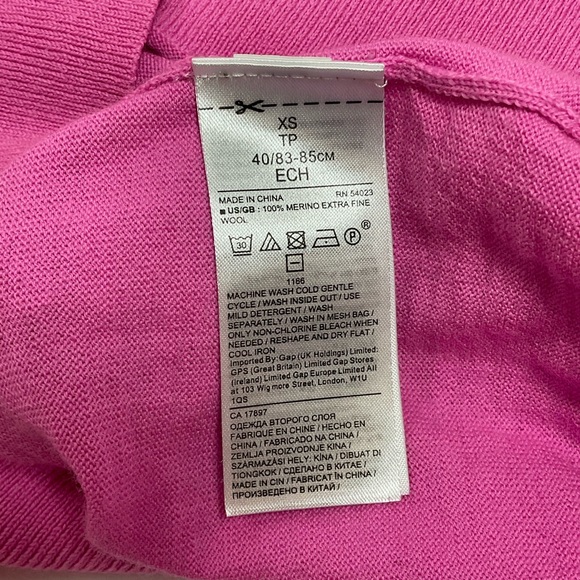 XS
TP
40/83-85CM
ECH
MADE IN CHINA RN 54023
■ US/GB : 100% MERINO EXTRA FINE
WOOL
30 P
1166
MACHINE WASH COLD GENTLE
CYCLE / WASH INSIDE OUT / USE
MILD DETERGENT / WASH
SEPARATELY / WASH IN MESH BAG /
ONLY NON-CHLORINE BLEACH WHEN
NEEDED / RESHAPE AND DRY FLAT /
COOL IRON
Imported By: Gap (UK Holdings) Limited:
GPS (Great Britain) Limited Gap Stores
(Ireland) Limited Gap Europe Limited All
at 103 Wigmore Street, London, W1U
1QS
CA 17897
ОДЕЖДА ВТОРОГО СЛОЯ
FABRIQUE EN CHINE / HECHO EN
CHINA / FABRICADO NA CHINA /
ZEMLJA PROIZVODNJE KINA /
SZÁRMAZÁSI HELY: KÍNA / DIBUAT DI
TIONGKOK / СДЕЛАНО В КИТАЕ /
MADE IN CIN / FABRICAT ÎN CHINA /
ПРОИЗВЕДЕНО В КИТАЙ /